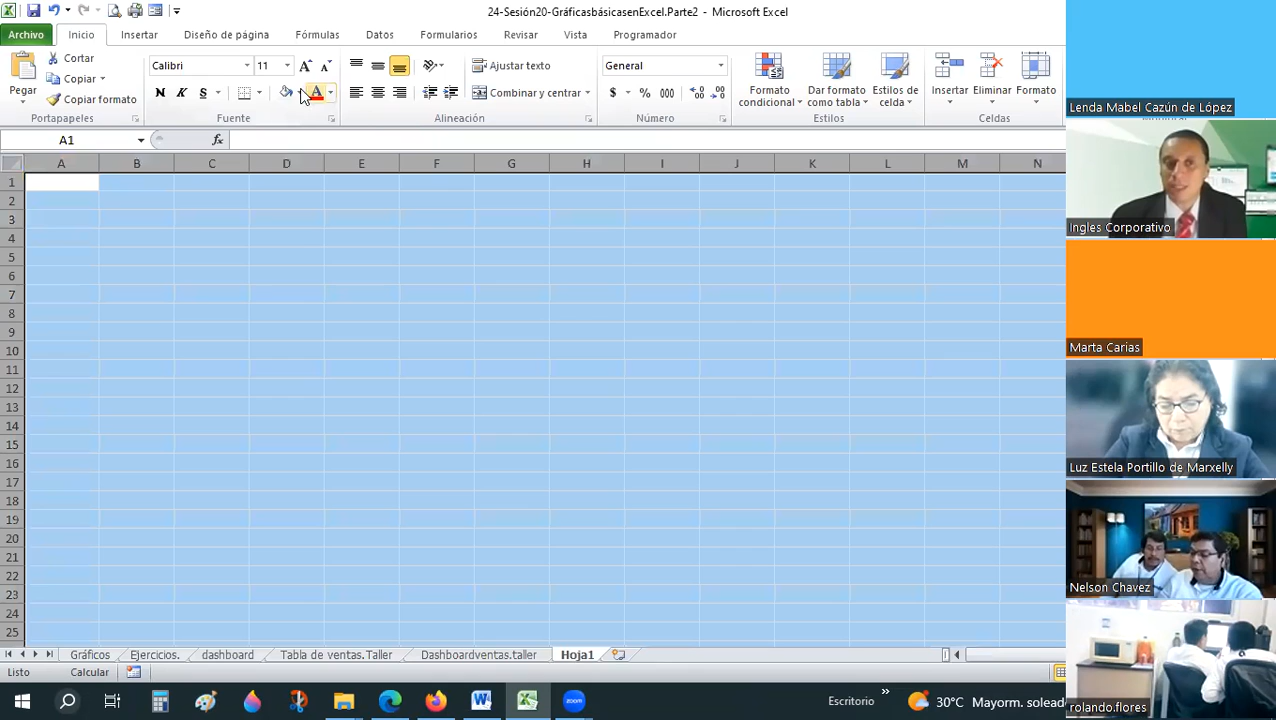 24-Sesión20-GráficasbásicasenExcel.Parte2 - Microsoft Excel
Archivo Inicio Insertar Diseño de página Fórmulas Datos Formularios Revisar Vista Programador
Pegar
Cortar
Copiar
Copiar formato
Portapapeles
Calibri 11
N K S
Fuente
Ajustar texto
Combinar y centrar
Alineación
General
$ % 000
Número
Formato condicional
Dar formato como tabla
Estilos de celda
Estilos
Insertar Eliminar Formato
Celdas
A1 fx
A B C D E F G H I J K L M N
1
2
3
4
5
6
7
8
9
10
11
12
13
14
15
16
17
18
19
20
21
22
23
24
25
Gráficos Ejercicios. dashboard Tabla de ventas.Taller Dashboardventas.taller Hoja1
Listo Calcular
Escritorio » 30°C Mayorm. soleado
Lenda Mabel Cazún de López
Ingles Corporativo
Marta Carias
Luz Estela Portillo de Marxelly
Nelson Chavez
rolando.flores